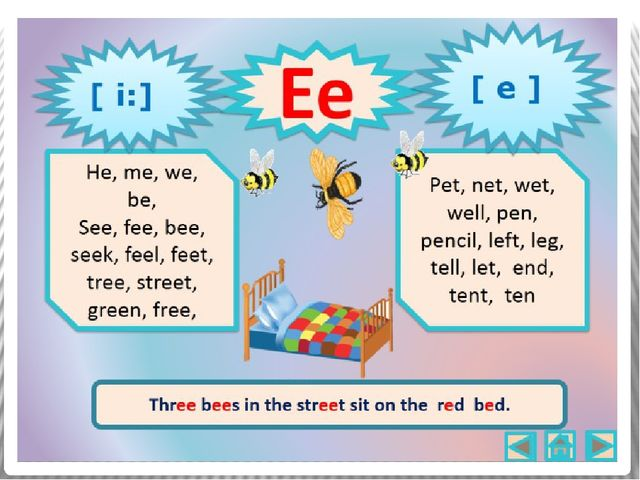 [ i:]
Ee
[ e ]
He, me, we,
be,
See, fee, bee,
seek, feel, feet,
tree, street,
green, free,
Pet, net, wet,
well, pen,
pencil, left, leg,
tell, let, end,
tent, ten
Three bees in the street sit on the red bed.